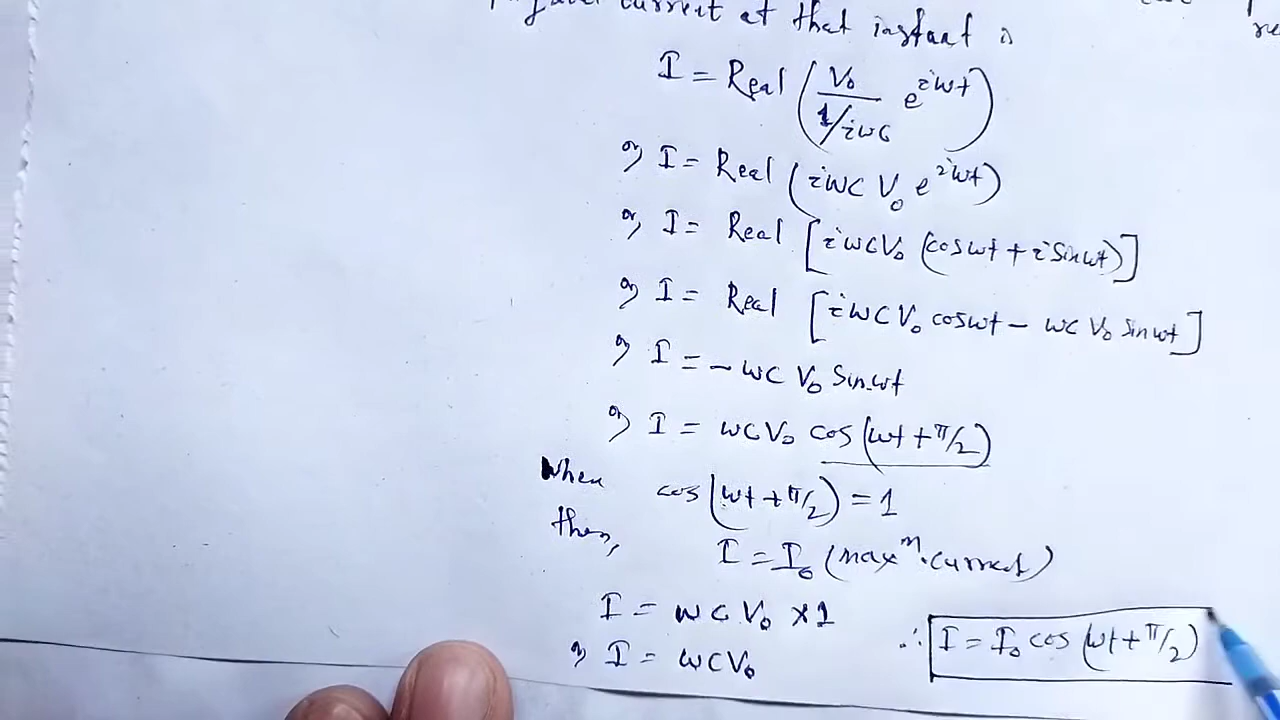 current at that instant is
I = Real (V₀ / 1/iωC e^{iωt})
or I = Real (iωC V₀ e^{iωt})
or I = Real [iωCV₀ (cosωt + i sinωt)]
or I = Real [iωCV₀ cosωt − ωCV₀ sinωt]
or I = −ωC V₀ Sinωt
or I = ωCV₀ cos(ωt + π/2)
When cos(ωt + π/2) = 1
then, I = I₀ (maxᵐ. current)
I = ωCV₀ × 1
or I = ωCV₀
∴ I = I₀ cos(ωt + π/2)